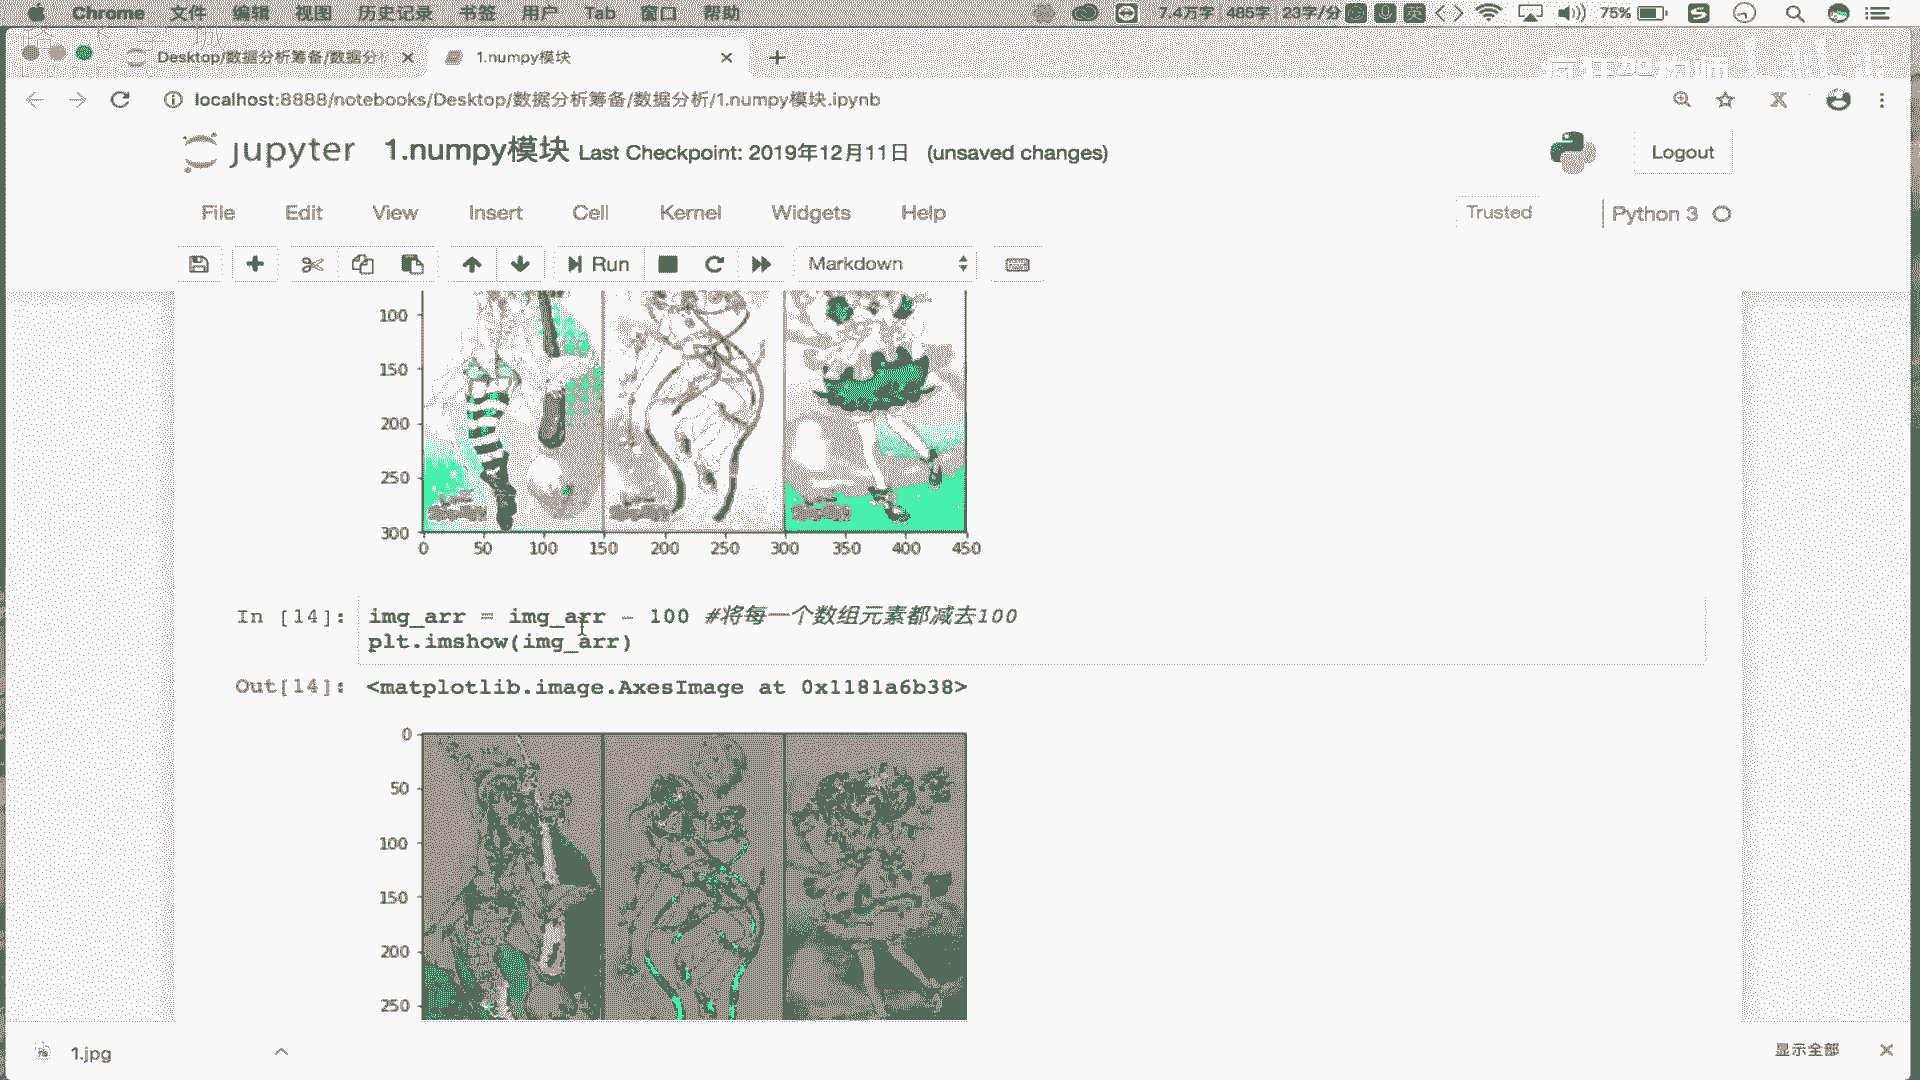 Chrome 文件 编辑 视图 历史记录 书签 用户 Tab 窗口 帮助 7.4万字 485字 23字/分 英 75%
Desktop/数据分析筹备/数据分析 1.numpy模块
localhost:8888/notebooks/Desktop/数据分析筹备/数据分析/1.numpy模块.ipynb
jupyter 1.numpy模块 Last Checkpoint: 2019年12月11日 (unsaved changes) Logout
File Edit View Insert Cell Kernel Widgets Help Trusted Python 3
Run Markdown
100
150
200
250
300
0 50 100 150 200 250 300 350 400 450
In [14]: img_arr = img_arr - 100 #将每一个数组元素都减去100
plt.imshow(img_arr)
Out[14]: <matplotlib.image.AxesImage at 0x1181a6b38>
0
50
100
150
200
250
1.jpg 显示全部